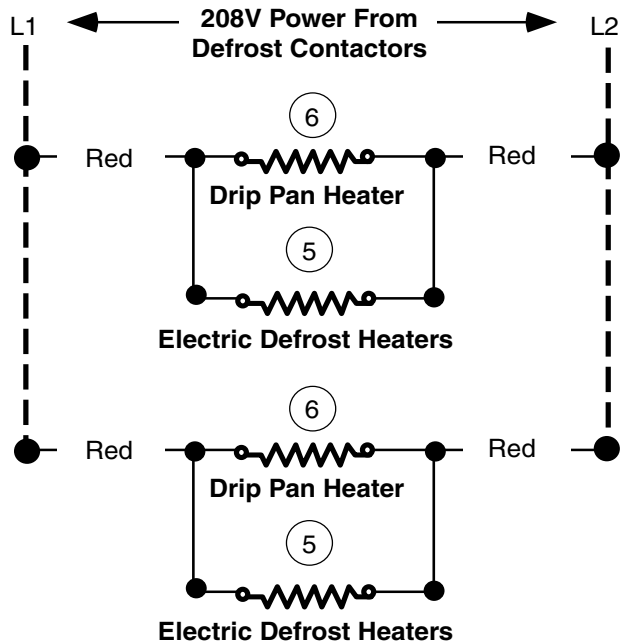 L1
208V Power From
Defrost Contactors
L2
6
Red
Red
Drip Pan Heater
5
Electric Defrost Heaters
6
Red
Red
Drip Pan Heater
5
Electric Defrost Heaters